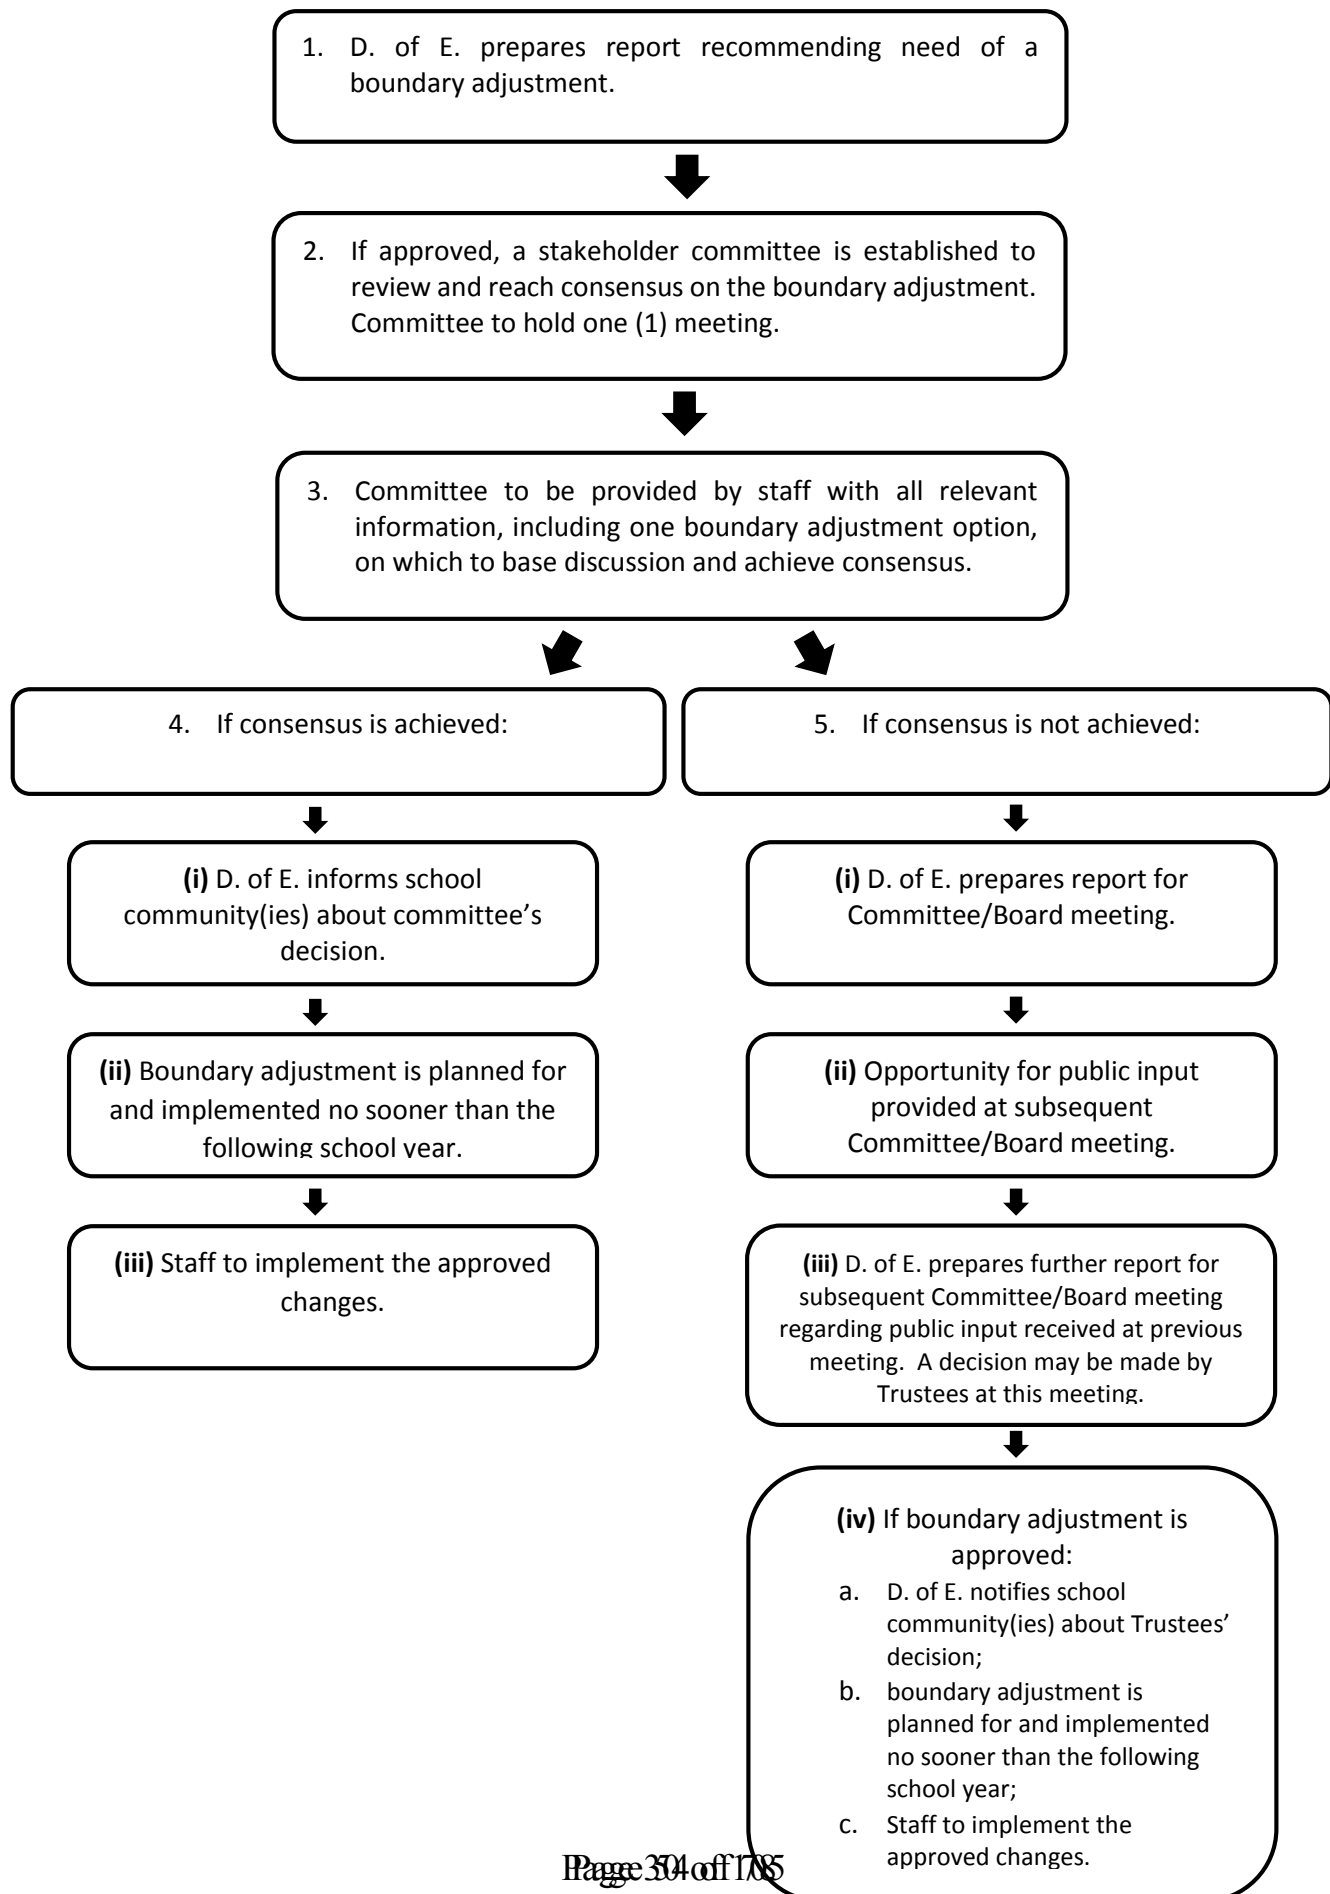 1. D. of E. prepares report recommending need of a
boundary adjustment.
2. If approved, a stakeholder committee is established to
review and reach consensus on the boundary adjustment.
Committee to hold one (1) meeting.
3. Committee to be provided by staff with all relevant
information, including one boundary adjustment option,
on which to base discussion and achieve consensus.
4. If consensus is achieved:
(i) D. of E. informs school
community(ies) about committee’s
decision.
(ii) Boundary adjustment is planned for
and implemented no sooner than the
following school year.
(iii) Staff to implement the approved
changes.
5. If consensus is not achieved:
(i) D. of E. prepares report for
Committee/Board meeting.
(ii) Opportunity for public input
provided at subsequent
Committee/Board meeting.
(iii) D. of E. prepares further report for
subsequent Committee/Board meeting
regarding public input received at previous
meeting. A decision may be made by
Trustees at this meeting.
(iv) If boundary adjustment is
approved:
a. D. of E. notifies school
community(ies) about Trustees’
decision;
b. boundary adjustment is
planned for and implemented
no sooner than the following
school year;
c. Staff to implement the
approved changes.
Page of